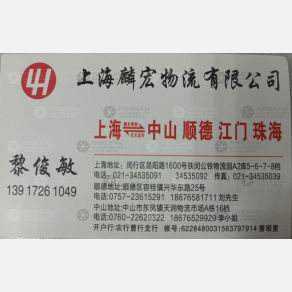 上海麟宏物流有限公司
上海 中山 顺德 江门 珠海
黎俊敏
139 1726 1049
上海地址：闵行区昆阳路1600号铁闵公铁物流园A2库5-6-7-8档
电话：021-34535091 34535092 传真：021-34535039
顺德地址：顺德区容桂镇兴华东路25号
电话：0757-23615291 18676581711 刘先生
中山地址：中山市东凤镇天润物流市场A栋16档
电话：0760-22620322 18676529929 李小姐
开户行：农行曹行支行 帐号：6228480031563797914 曹坝里